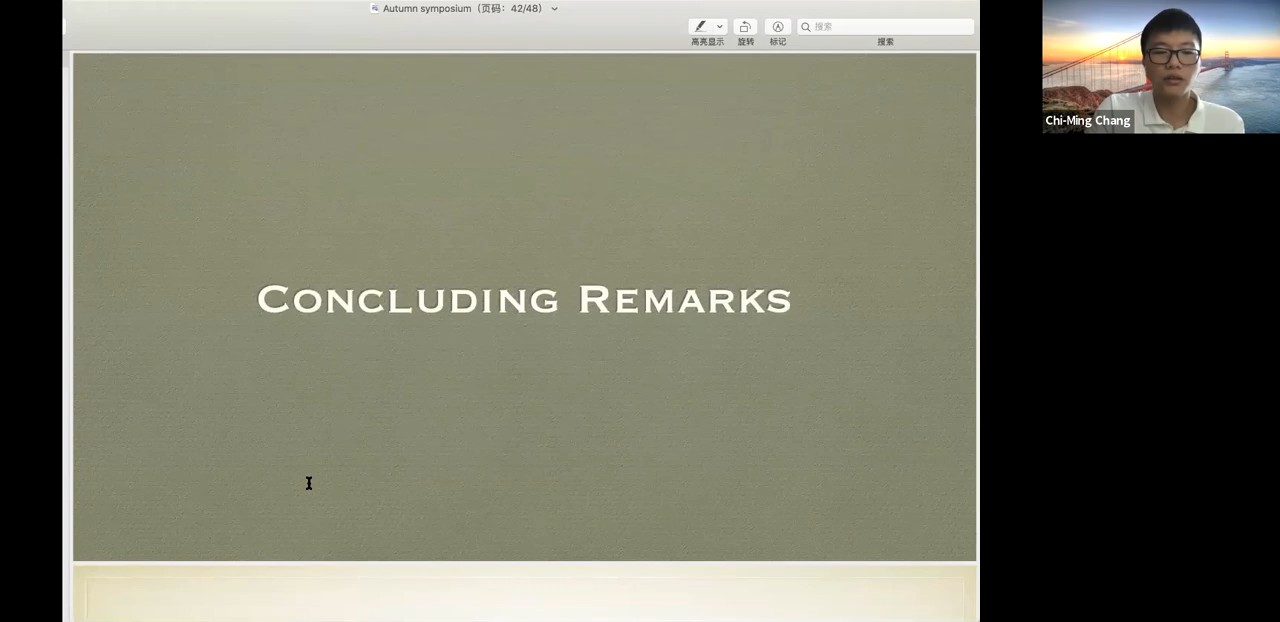 Autumn symposium（页码：42/48）
搜索
高亮显示 旋转 标记 搜索
Chi-Ming Chang
Concluding Remarks